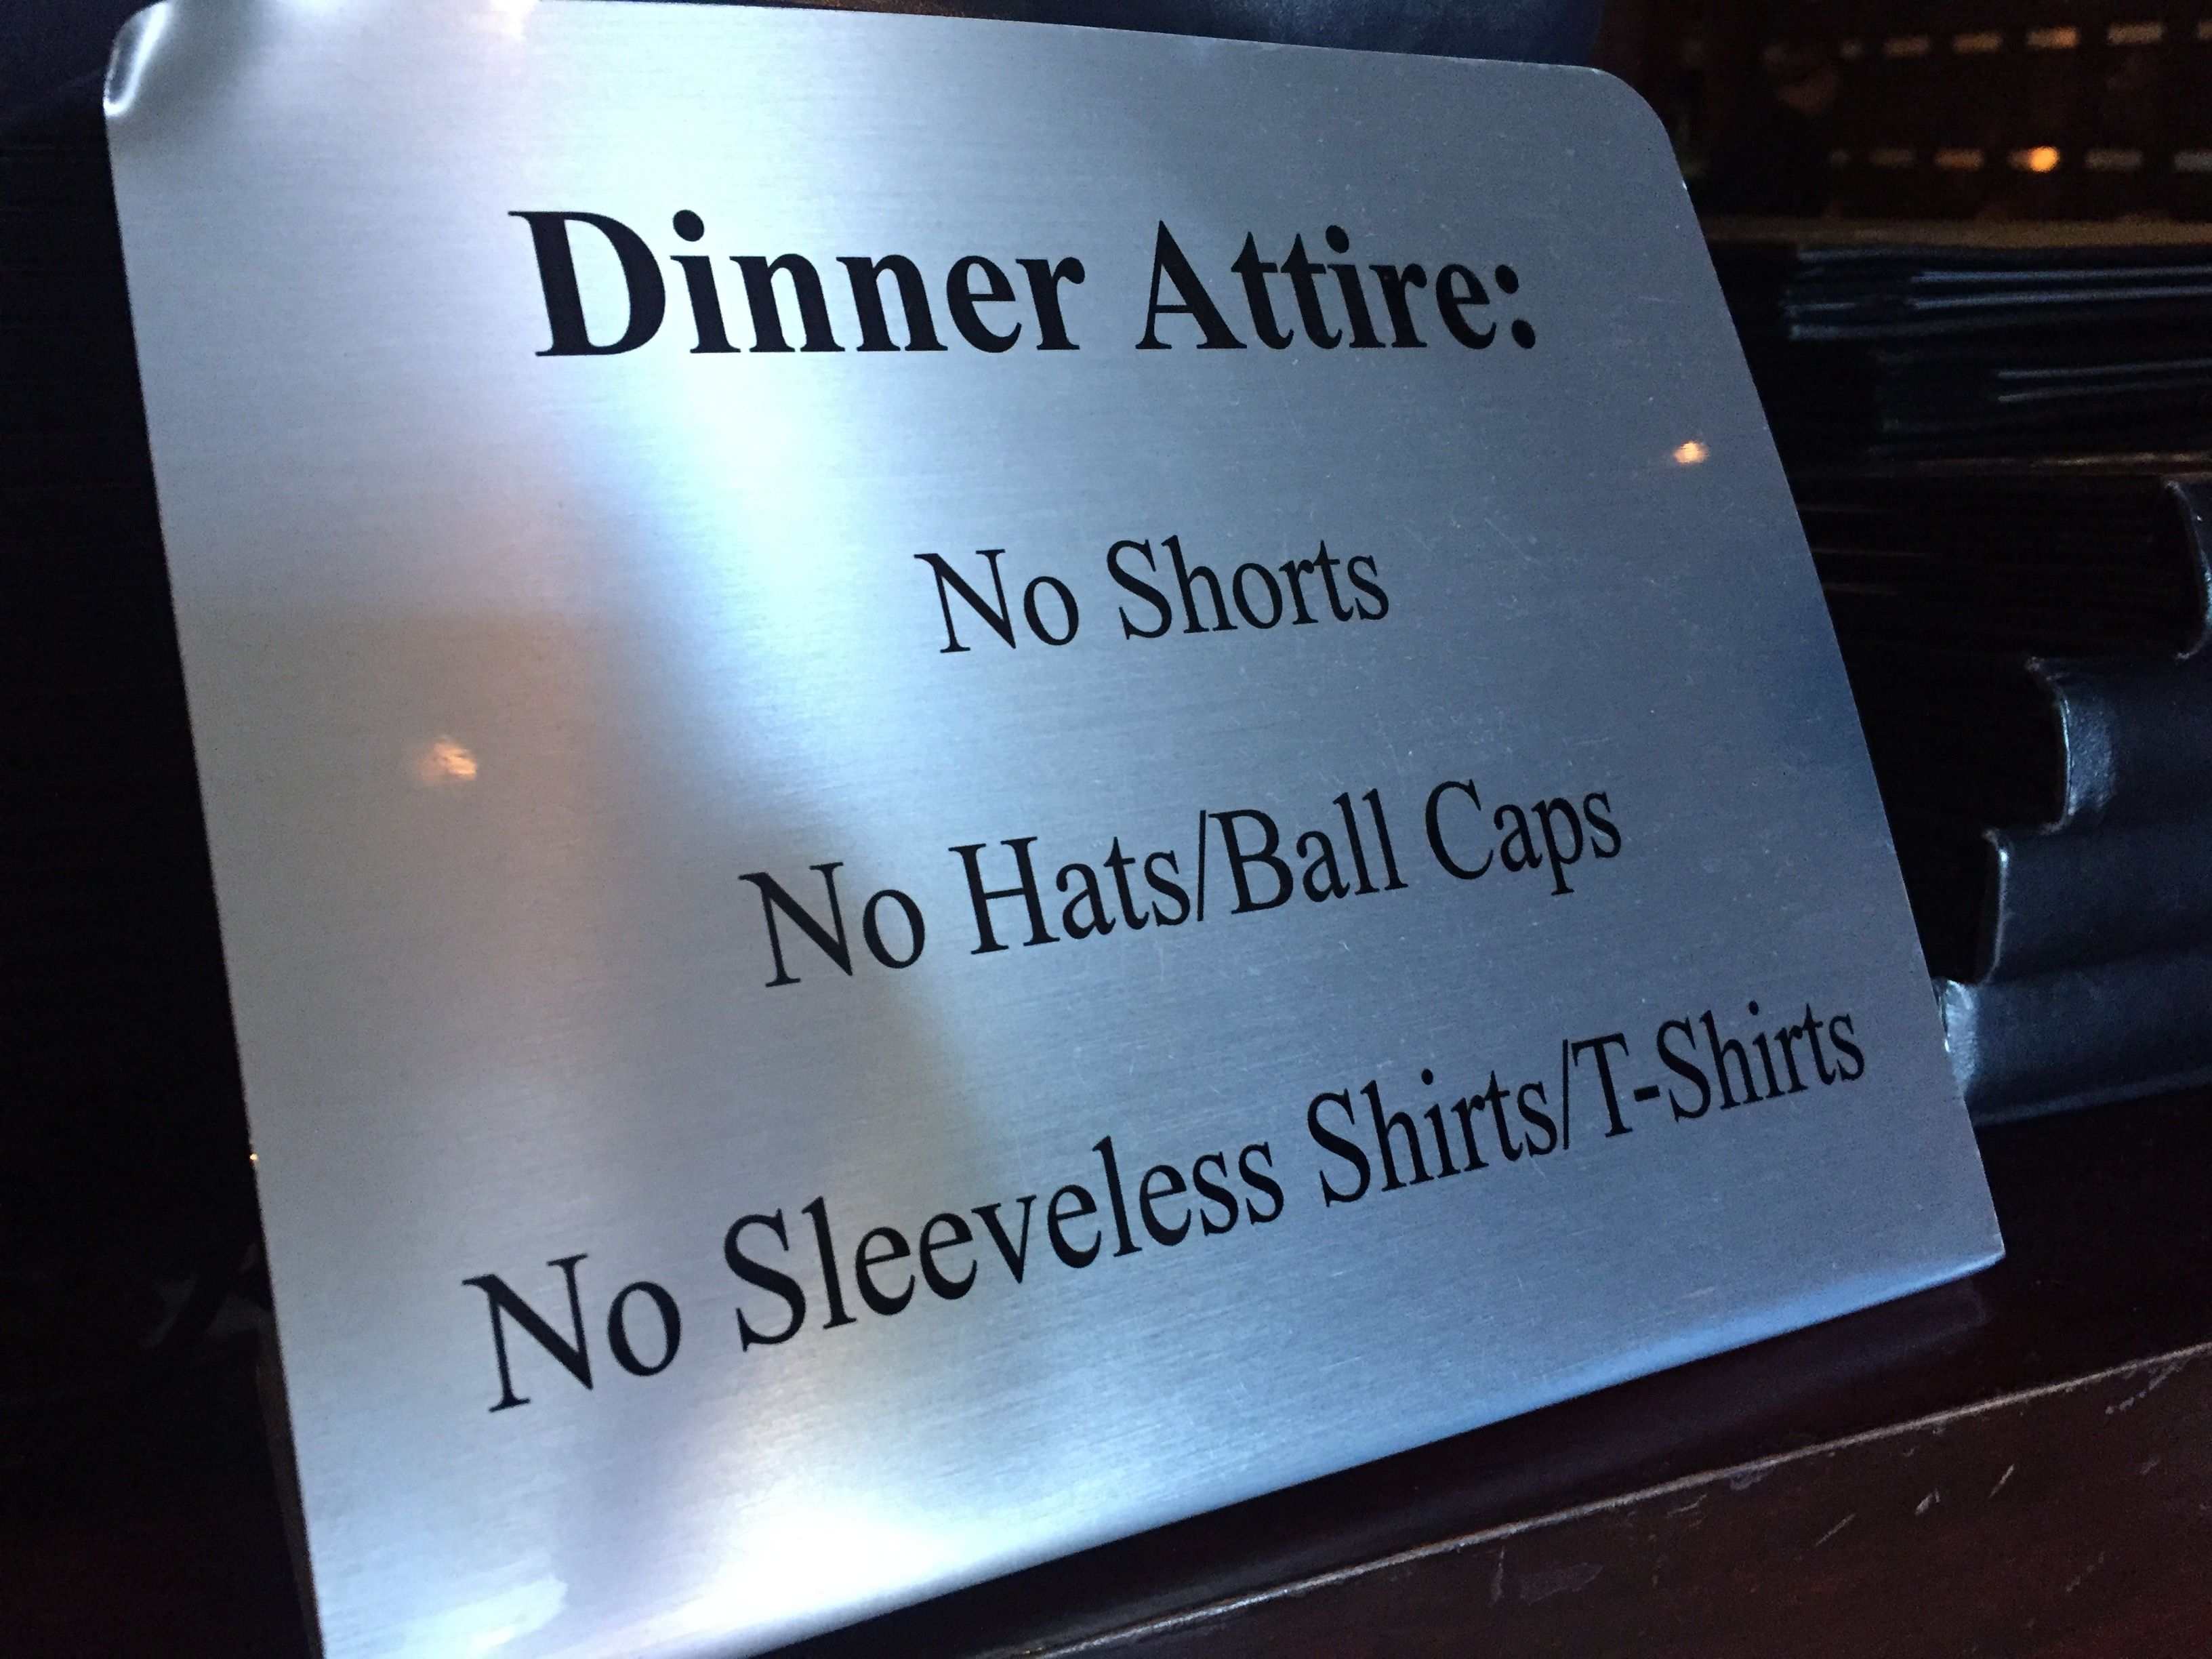 Dinner Attire:
No Shorts
No Hats/Ball Caps
No Sleeveless Shirts/T-Shirts